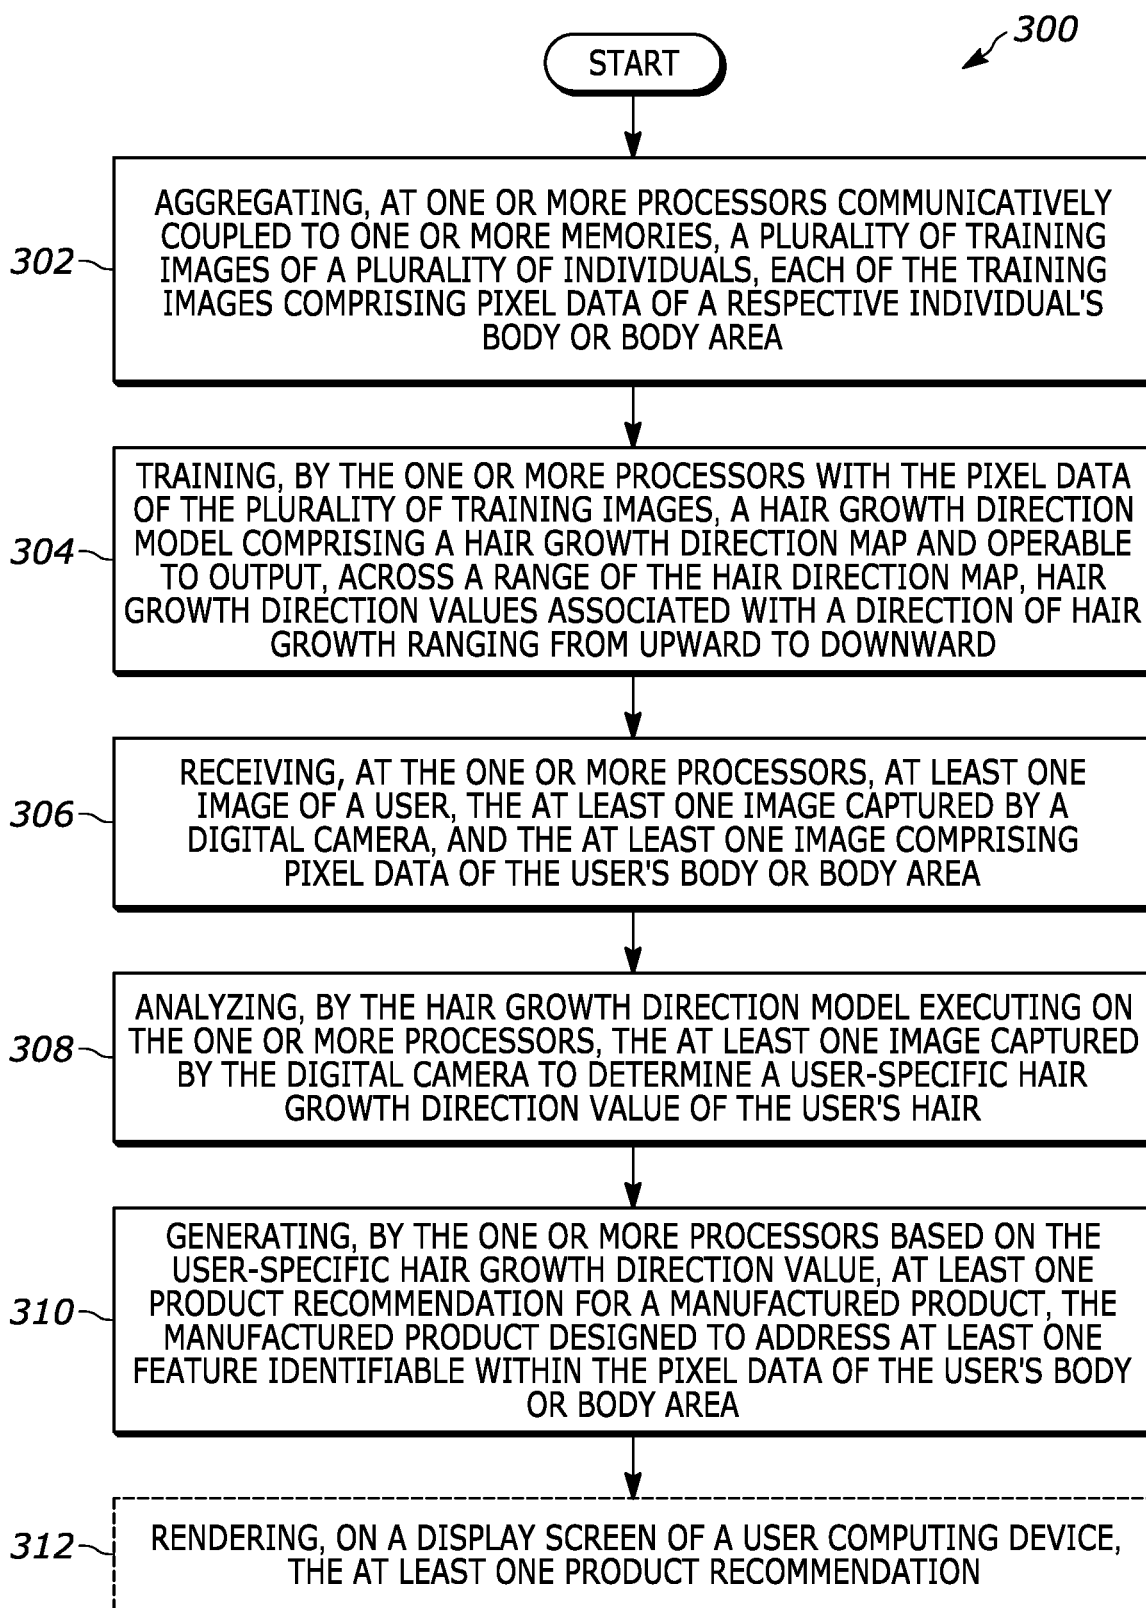 300
START
302
AGGREGATING, AT ONE OR MORE PROCESSORS COMMUNICATIVELY
COUPLED TO ONE OR MORE MEMORIES, A PLURALITY OF TRAINING
IMAGES OF A PLURALITY OF INDIVIDUALS, EACH OF THE TRAINING
IMAGES COMPRISING PIXEL DATA OF A RESPECTIVE INDIVIDUAL'S
BODY OR BODY AREA
304
TRAINING, BY THE ONE OR MORE PROCESSORS WITH THE PIXEL DATA
OF THE PLURALITY OF TRAINING IMAGES, A HAIR GROWTH DIRECTION
MODEL COMPRISING A HAIR GROWTH DIRECTION MAP AND OPERABLE
TO OUTPUT, ACROSS A RANGE OF THE HAIR DIRECTION MAP, HAIR
GROWTH DIRECTION VALUES ASSOCIATED WITH A DIRECTION OF HAIR
GROWTH RANGING FROM UPWARD TO DOWNWARD
306
RECEIVING, AT THE ONE OR MORE PROCESSORS, AT LEAST ONE
IMAGE OF A USER, THE AT LEAST ONE IMAGE CAPTURED BY A
DIGITAL CAMERA, AND THE AT LEAST ONE IMAGE COMPRISING
PIXEL DATA OF THE USER'S BODY OR BODY AREA
308
ANALYZING, BY THE HAIR GROWTH DIRECTION MODEL EXECUTING ON
THE ONE OR MORE PROCESSORS, THE AT LEAST ONE IMAGE CAPTURED
BY THE DIGITAL CAMERA TO DETERMINE A USER-SPECIFIC HAIR
GROWTH DIRECTION VALUE OF THE USER'S HAIR
310
GENERATING, BY THE ONE OR MORE PROCESSORS BASED ON THE
USER-SPECIFIC HAIR GROWTH DIRECTION VALUE, AT LEAST ONE
PRODUCT RECOMMENDATION FOR A MANUFACTURED PRODUCT, THE
MANUFACTURED PRODUCT DESIGNED TO ADDRESS AT LEAST ONE
FEATURE IDENTIFIABLE WITHIN THE PIXEL DATA OF THE USER'S BODY
OR BODY AREA
312
RENDERING, ON A DISPLAY SCREEN OF A USER COMPUTING DEVICE,
THE AT LEAST ONE PRODUCT RECOMMENDATION